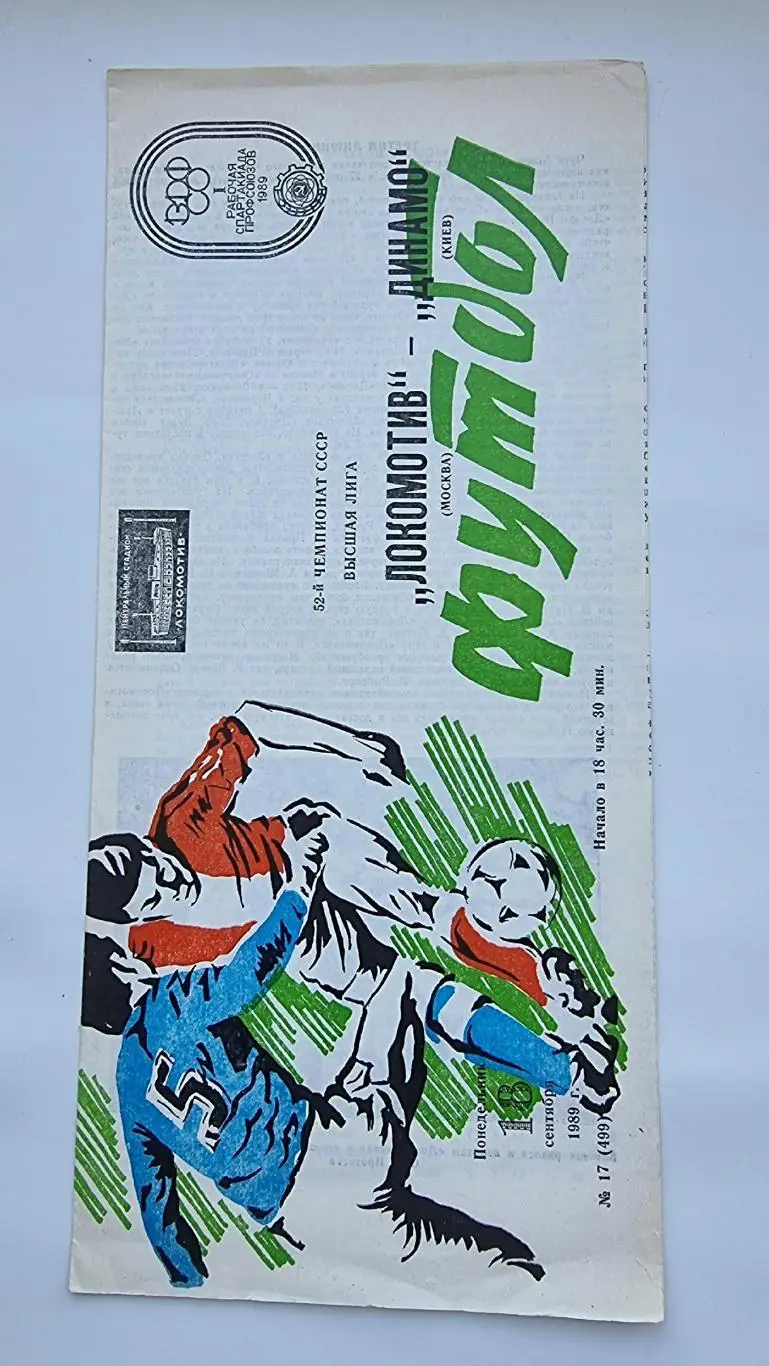 ВДФ
СО
I
РАБОЧАЯ
СПАРТАКИАДА
ПРОФСОЮЗОВ
1989
ЦЕНТРАЛЬНЫЙ СТАДИОН
„ЛОКОМОТИВ“
52-Й ЧЕМПИОНАТ СССР
ВЫСШАЯ ЛИГА
„ЛОКОМОТИВ“ – „ДИНАМО“
(МОСКВА) (КИЕВ)
футбол
Начало в 18 час. 30 мин.
5
Понедельник
18
сентября
1989 г.
№ 17 (499)